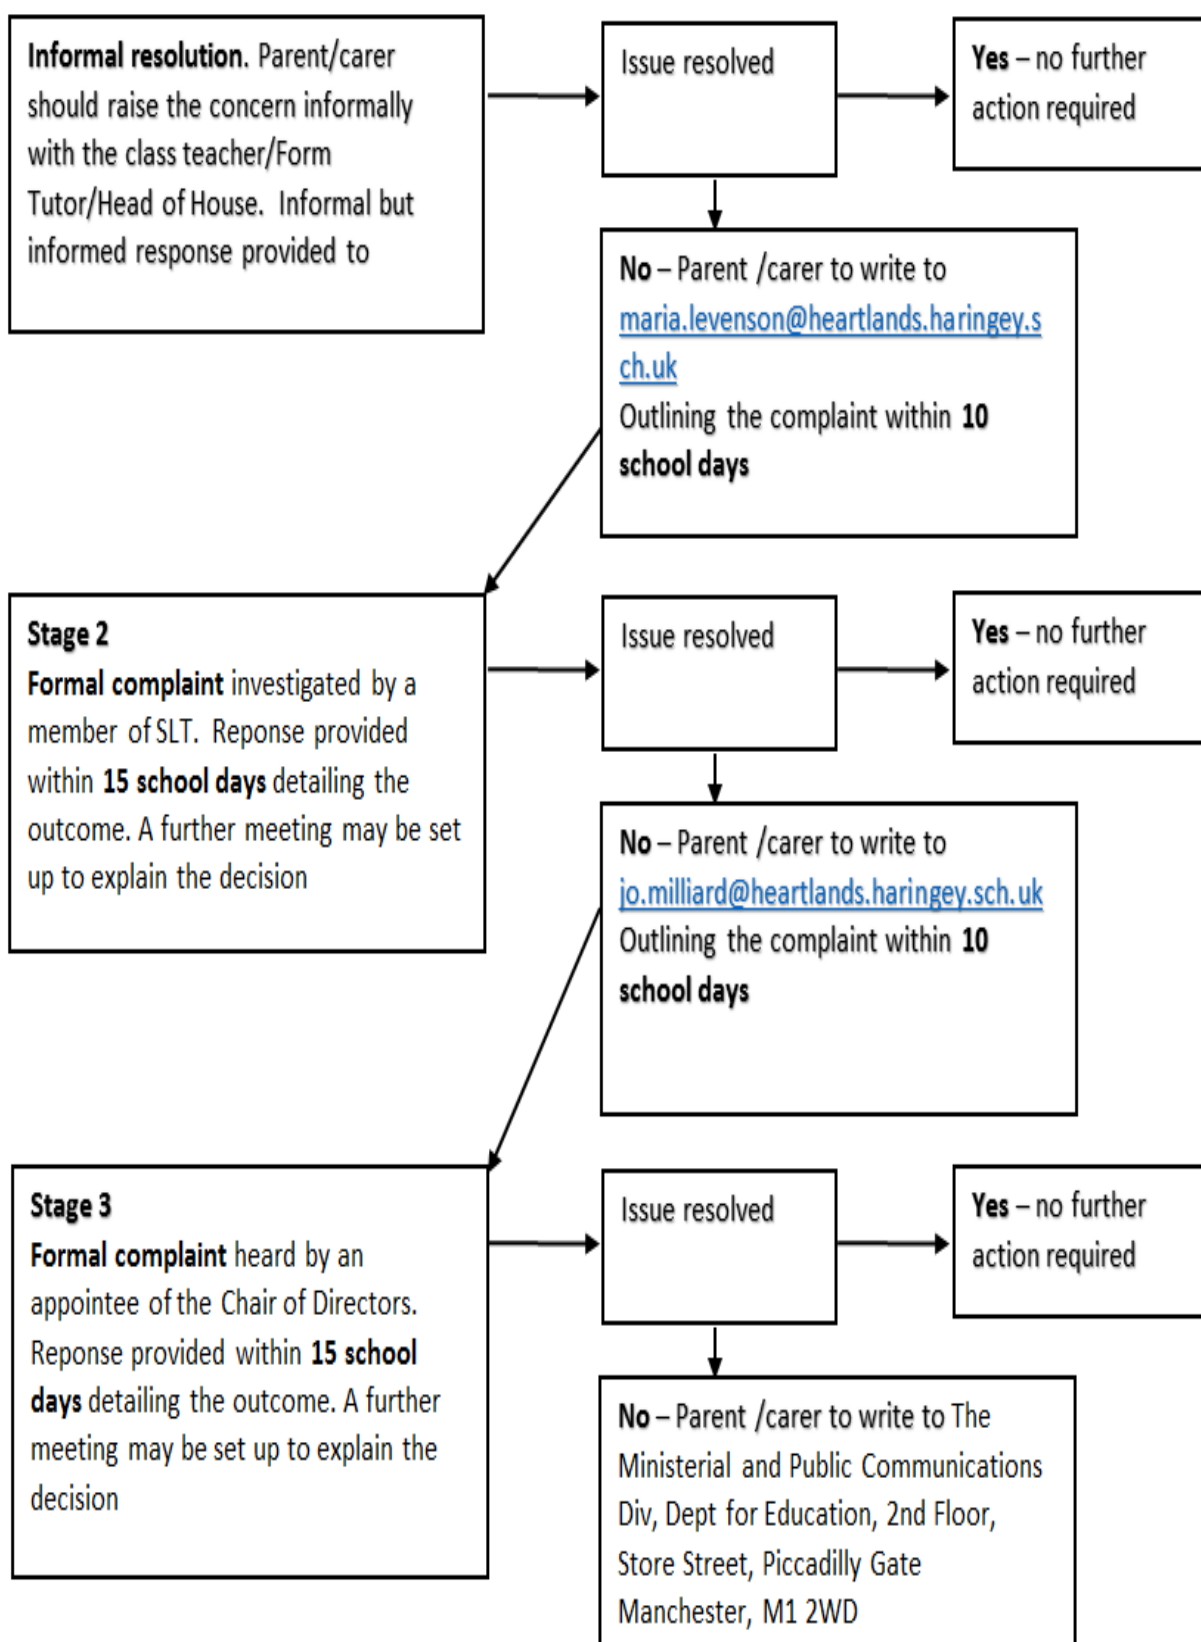 Informal resolution. Parent/carer
should raise the concern informally
with the class teacher/Form
Tutor/Head of House. Informal but
informed response provided to
Issue resolved
Yes – no further
action required
No – Parent /carer to write to
maria.levenson@heartlands.haringey.s
ch.uk
Outlining the complaint within 10
school days
Stage 2
Formal complaint investigated by a
member of SLT. Reponse provided
within 15 school days detailing the
outcome. A further meeting may be set
up to explain the decision
Issue resolved
Yes – no further
action required
No – Parent /carer to write to
jo.milliard@heartlands.haringey.sch.uk
Outlining the complaint within 10
school days
Stage 3
Formal complaint heard by an
appointee of the Chair of Directors.
Reponse provided within 15 school
days detailing the outcome. A further
meeting may be set up to explain the
decision
Issue resolved
Yes – no further
action required
No – Parent /carer to write to The
Ministerial and Public Communications
Div, Dept for Education, 2nd Floor,
Store Street, Piccadilly Gate
Manchester, M1 2WD